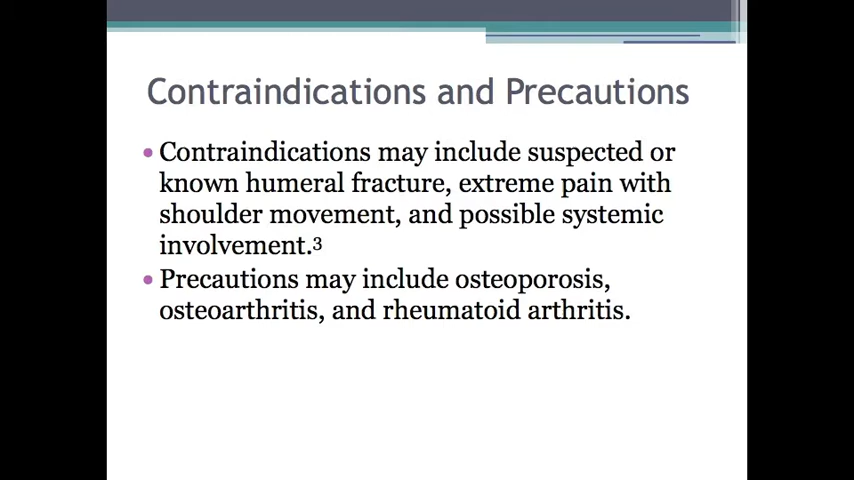 Contraindications and Precautions
• Contraindications may include suspected or
known humeral fracture, extreme pain with
shoulder movement, and possible systemic
involvement.³
• Precautions may include osteoporosis,
osteoarthritis, and rheumatoid arthritis.